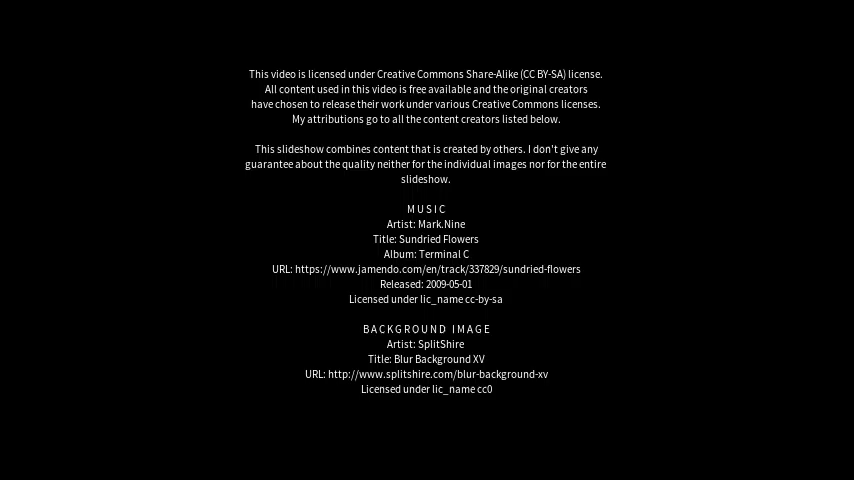 This video is licensed under Creative Commons Share-Alike (CC BY-SA) license.
All content used in this video is free available and the original creators
have chosen to release their work under various Creative Commons licenses.
My attributions go to all the content creators listed below.
This slideshow combines content that is created by others. I don't give any
guarantee about the quality neither for the individual images nor for the entire
slideshow.
MUSIC
Artist: Mark.Nine
Title: Sundried Flowers
Album: Terminal C
URL: https://www.jamendo.com/en/track/337829/sundried-flowers
Released: 2009-05-01
Licensed under lic_name cc-by-sa
BACKGROUND IMAGE
Artist: SplitShire
Title: Blur Background XV
URL: http://www.splitshire.com/blur-background-xv
Licensed under lic_name cc0